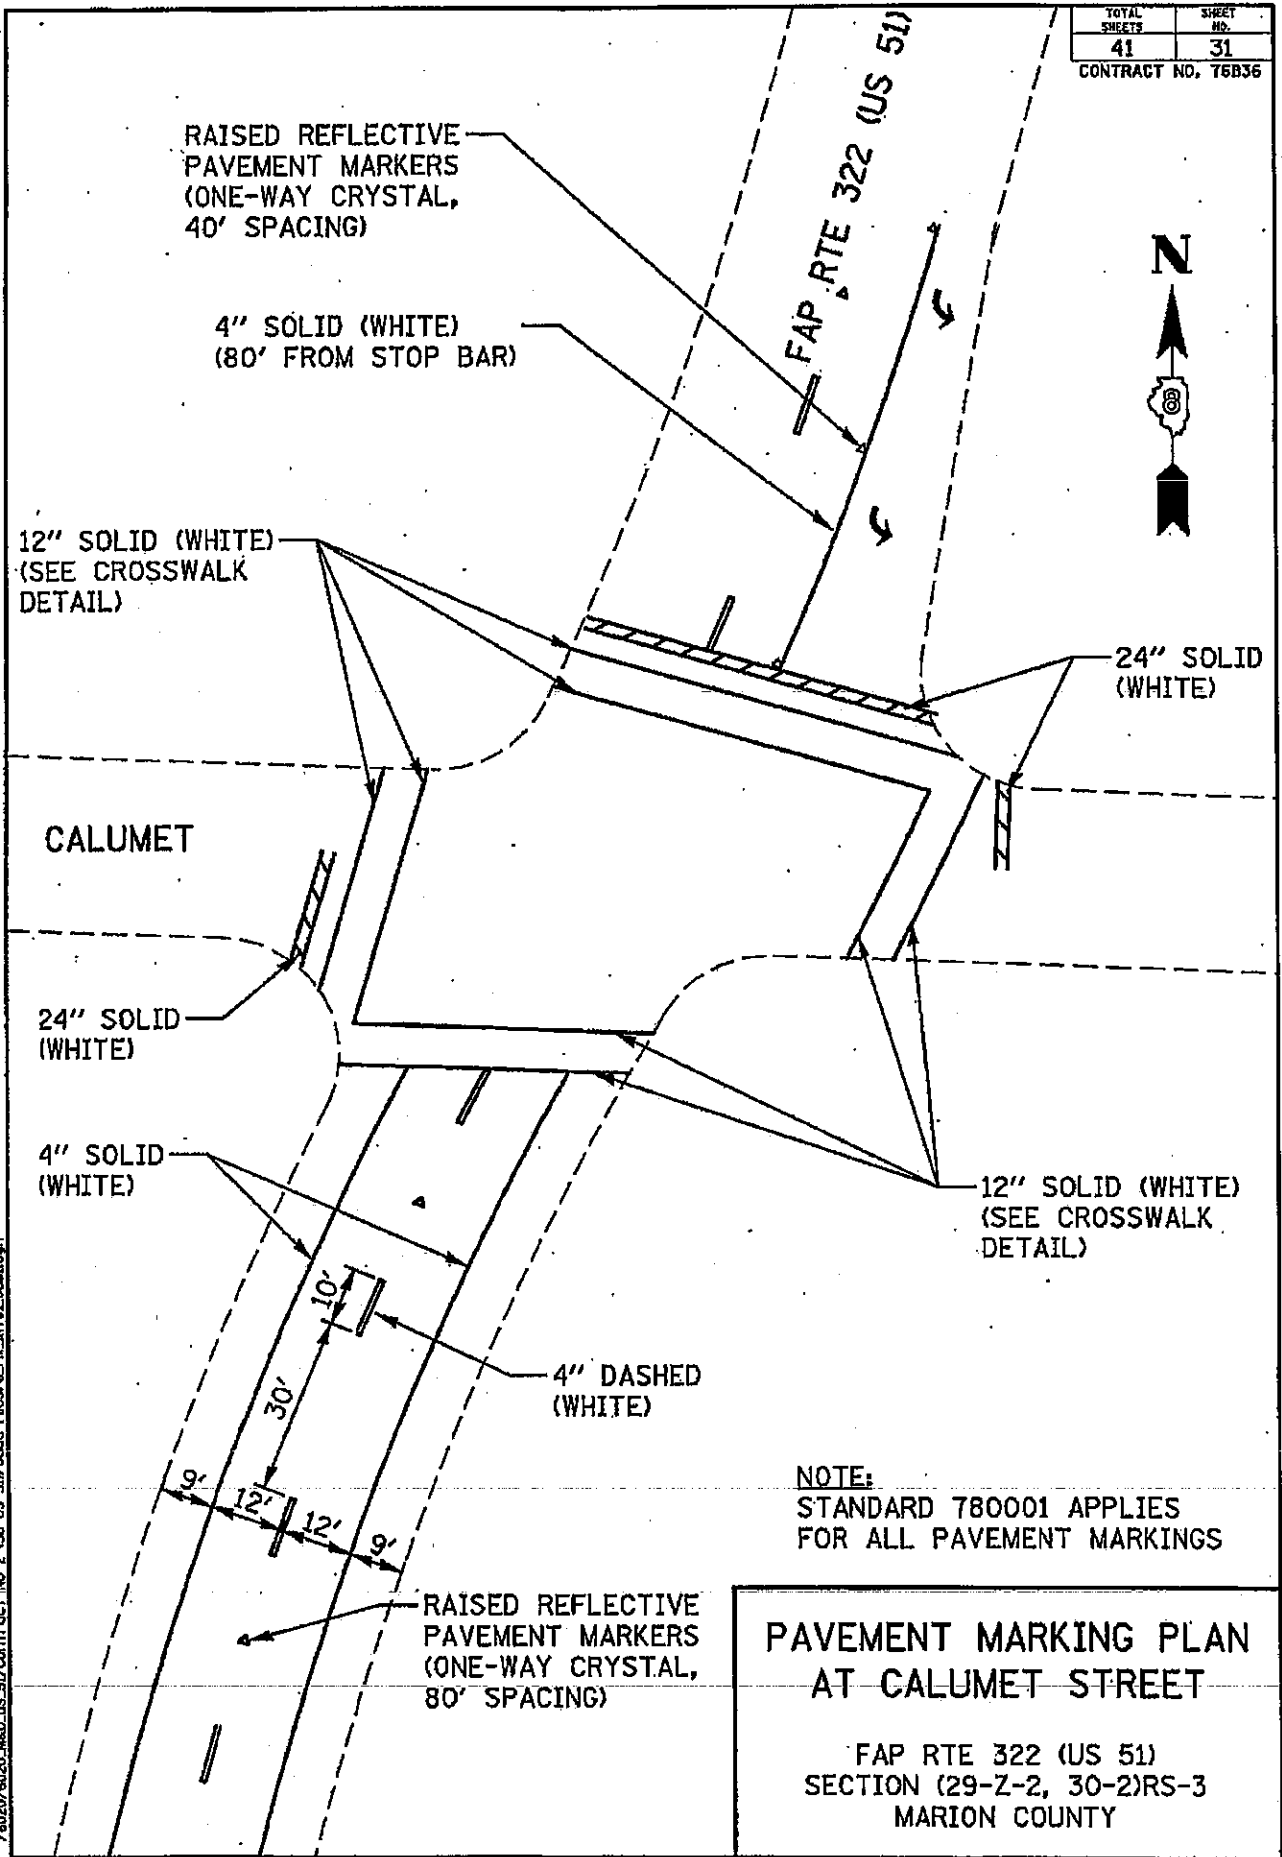 TOTAL SHEETS
SHEET NO.
41
31
CONTRACT NO. 76B36
RAISED REFLECTIVE
PAVEMENT MARKERS
(ONE-WAY CRYSTAL,
40' SPACING)
FAP RTE 322 (US 51)
N
8
4" SOLID (WHITE)
(80' FROM STOP BAR)
12" SOLID (WHITE)
(SEE CROSSWALK
DETAIL)
24" SOLID
(WHITE)
CALUMET
24" SOLID
(WHITE)
4" SOLID
(WHITE)
12" SOLID (WHITE)
(SEE CROSSWALK
DETAIL)
10'
30'
4" DASHED
(WHITE)
9'
12'
12'
9'
NOTE:
STANDARD 780001 APPLIES
FOR ALL PAVEMENT MARKINGS
RAISED REFLECTIVE
PAVEMENT MARKERS
(ONE-WAY CRYSTAL,
80' SPACING)
PAVEMENT MARKING PLAN
AT CALUMET STREET
FAP RTE 322 (US 51)
SECTION (29-Z-2, 30-2)RS-3
MARION COUNTY